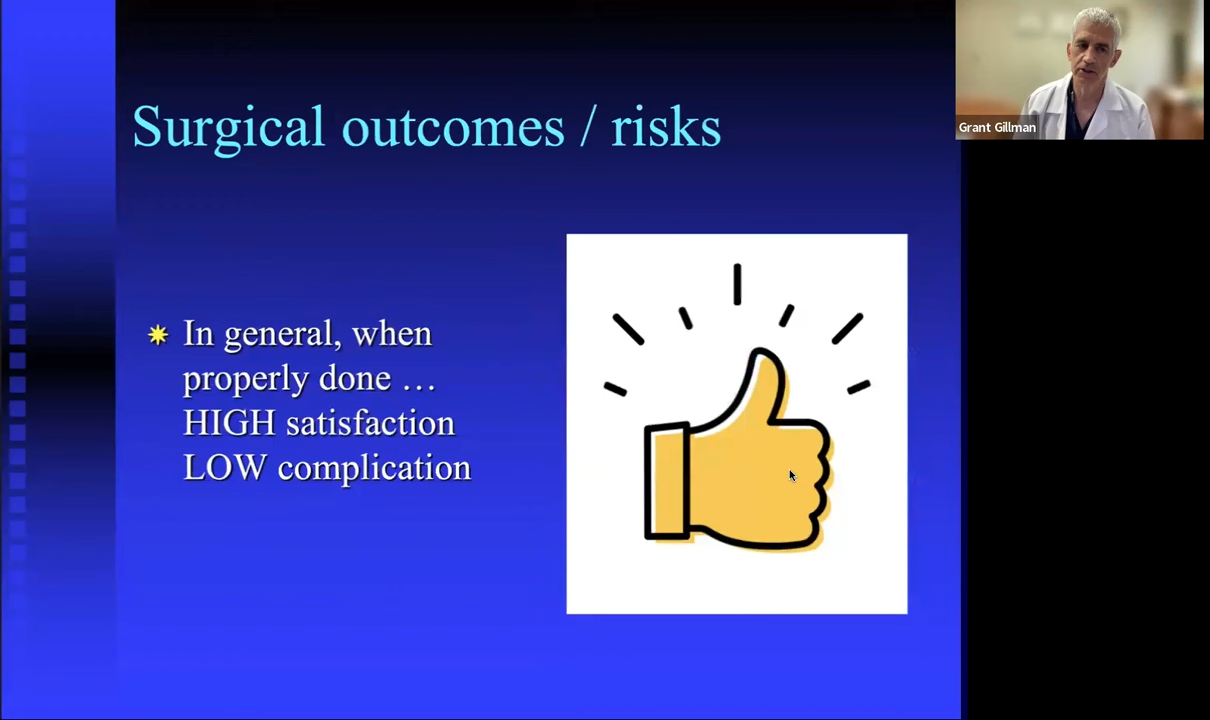 Surgical outcomes / risks
In general, when
properly done …
HIGH satisfaction
LOW complication
Grant Gillman